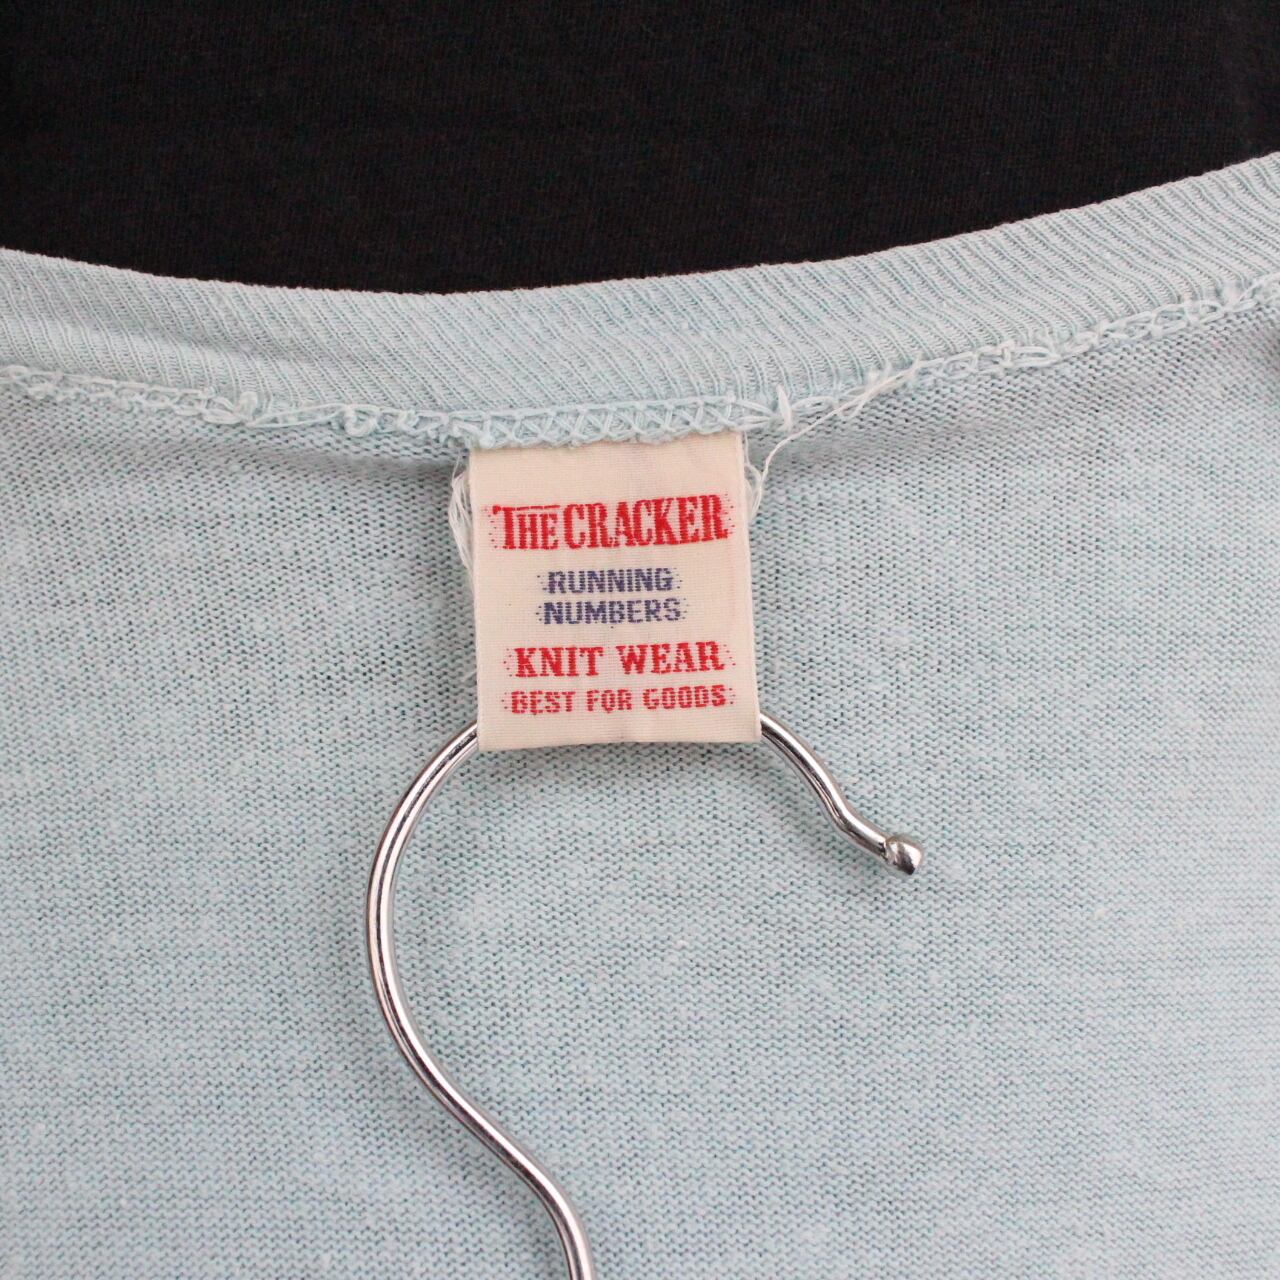 THE CRACKER
RUNNING
NUMBERS
KNIT WEAR
BEST FOR GOODS